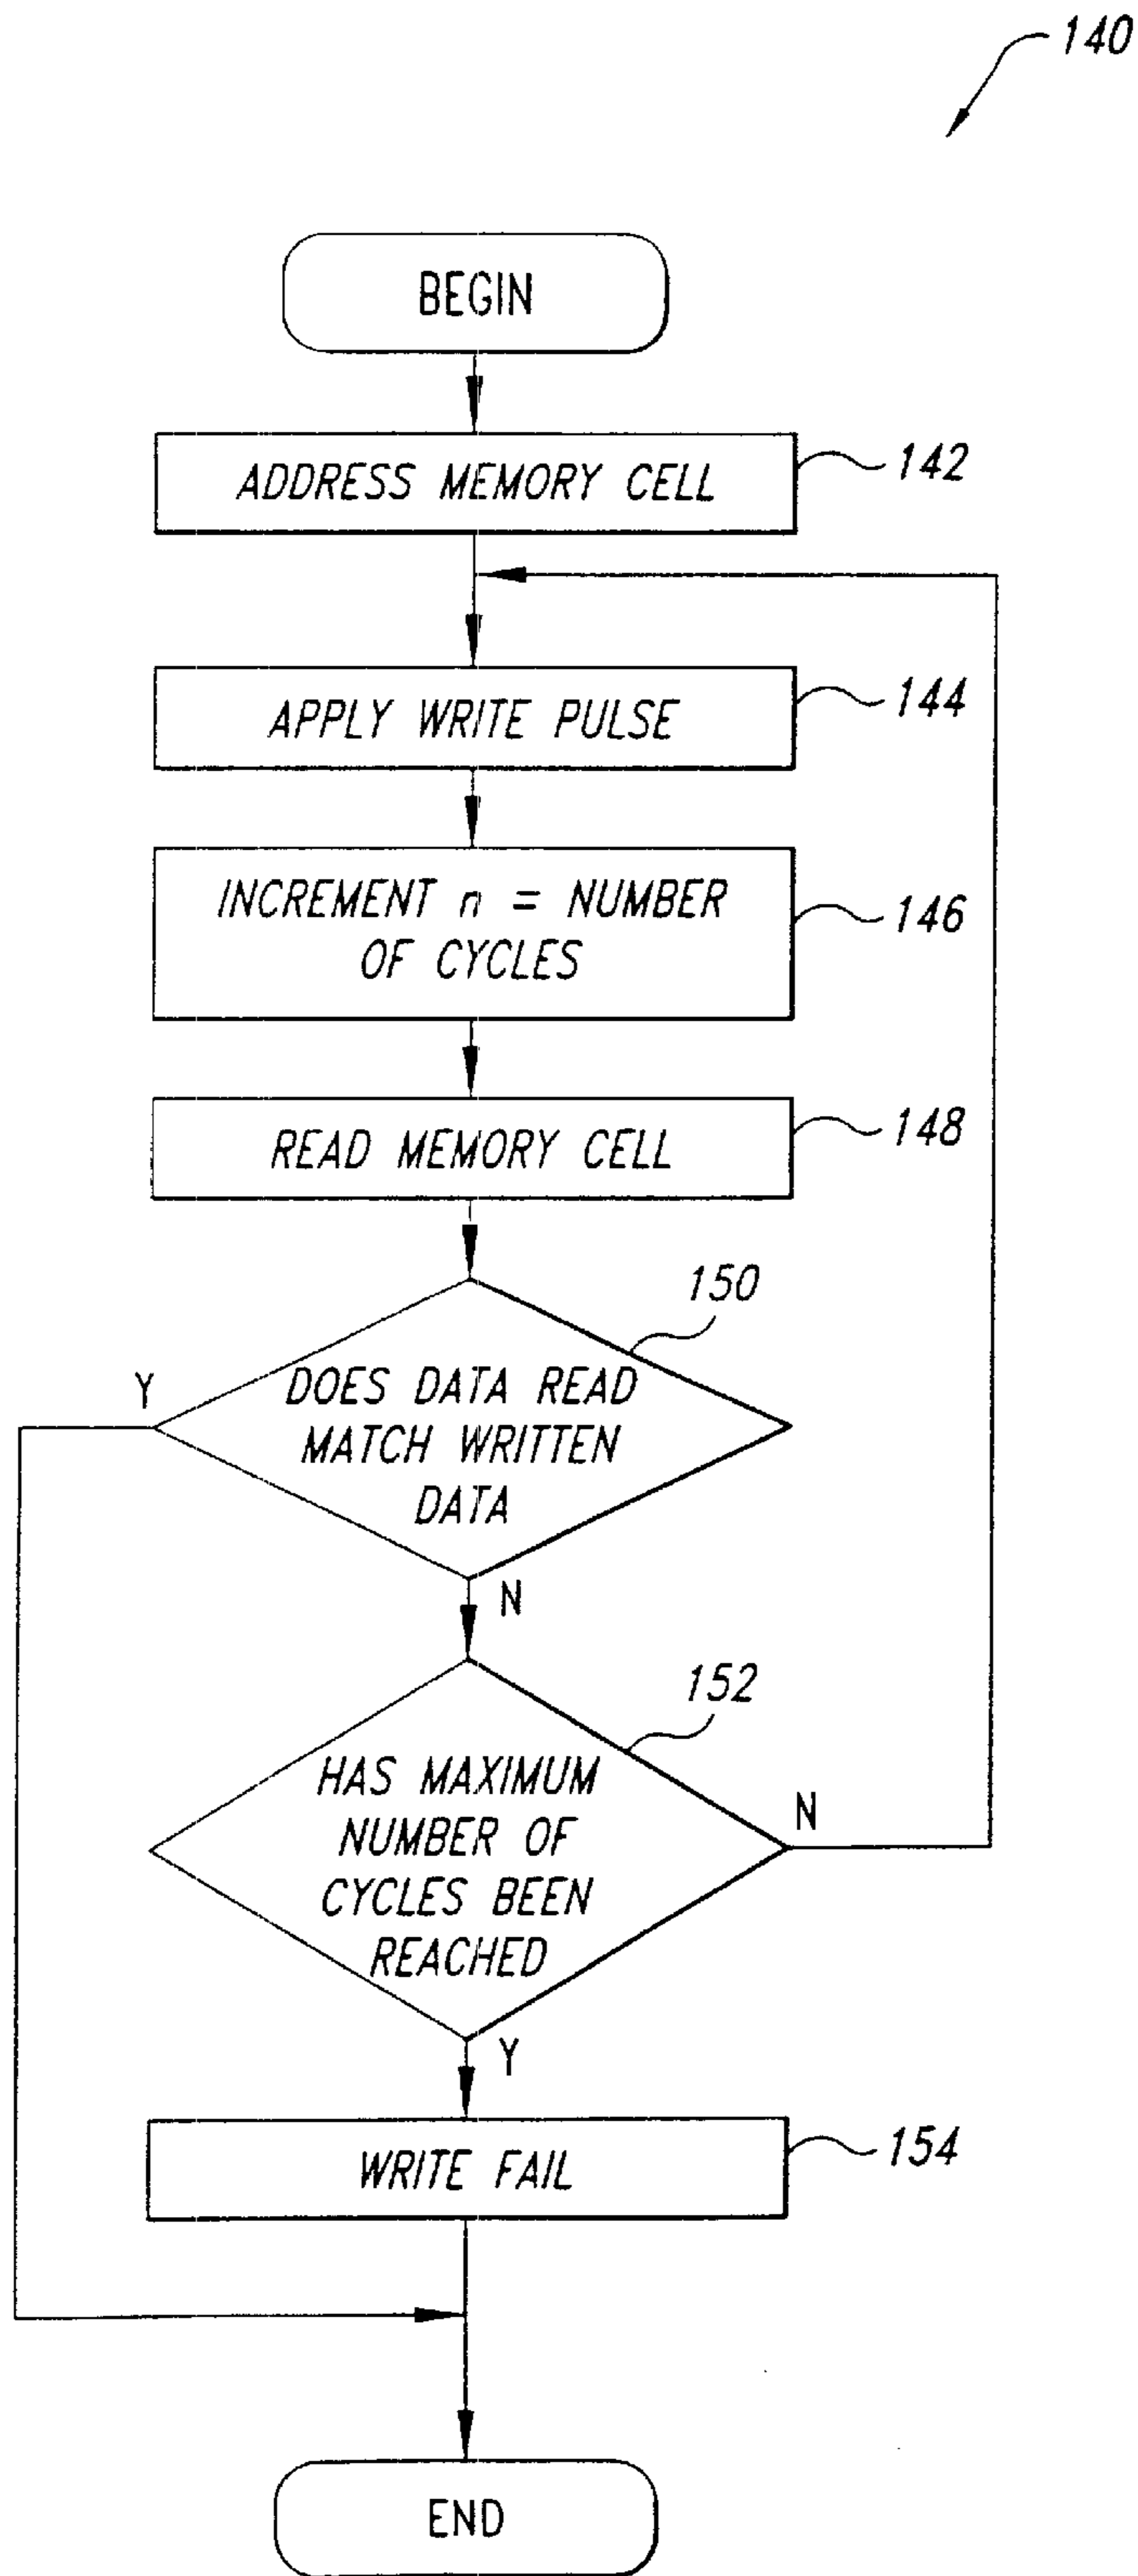 140
BEGIN
ADDRESS MEMORY CELL
142
APPLY WRITE PULSE
144
INCREMENT n = NUMBER
OF CYCLES
146
READ MEMORY CELL
148
150
Y
DOES DATA READ
MATCH WRITTEN
DATA
N
152
HAS MAXIMUM
NUMBER OF
CYCLES BEEN
REACHED
N
Y
WRITE FAIL
154
END